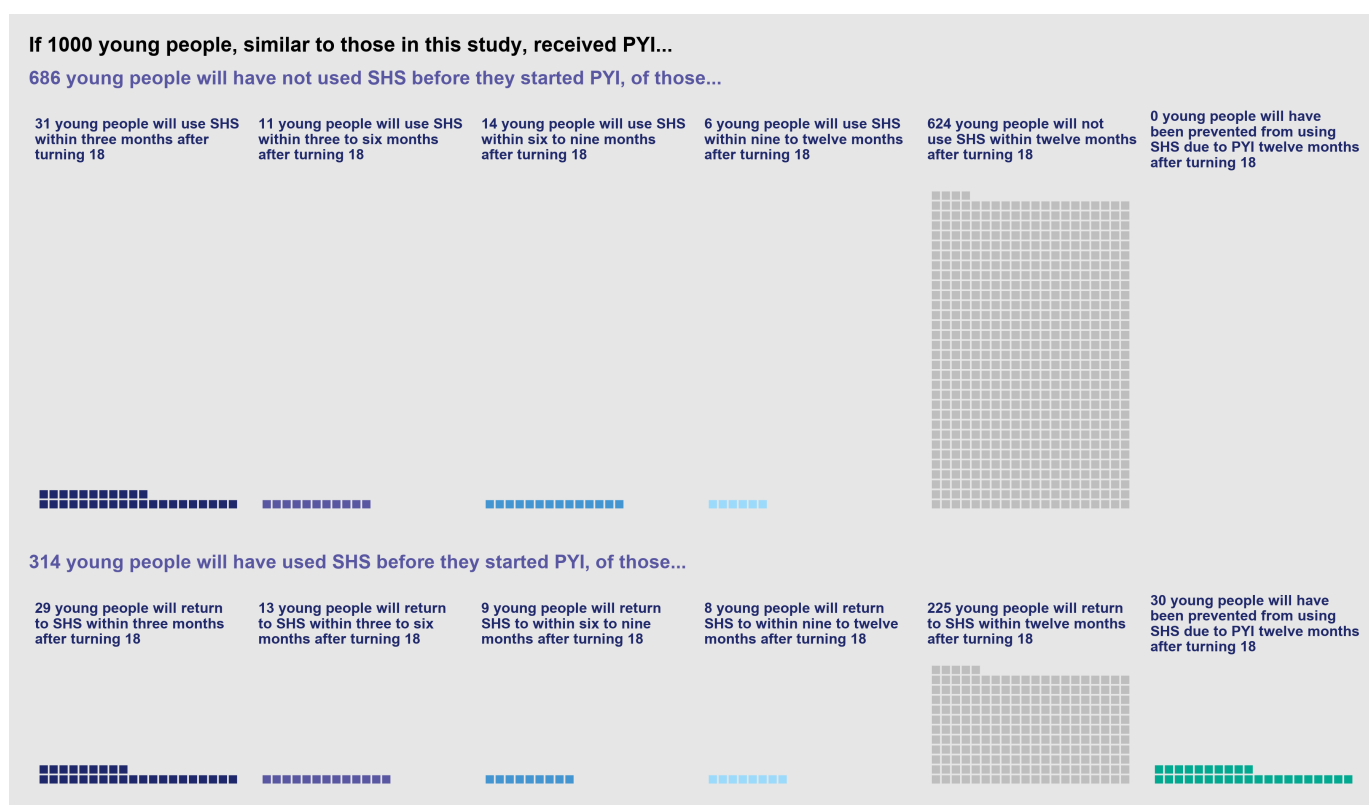 If 1000 young people, similar to those in this study, received PYI...
686 young people will have not used SHS before they started PYI, of those...
31 young people will use SHS
within three months after
turning 18
11 young people will use SHS
within three to six months
after turning 18
14 young people will use SHS
within six to nine months
after turning 18
6 young people will use SHS
within nine to twelve months
after turning 18
624 young people will not
use SHS within twelve months
after turning 18
0 young people will have
been prevented from using
SHS due to PYI twelve months
after turning 18
314 young people will have used SHS before they started PYI, of those...
29 young people will return
to SHS within three months
after turning 18
13 young people will return
to SHS within three to six
months after turning 18
9 young people will return
SHS to within six to nine
months after turning 18
8 young people will return
SHS to within nine to twelve
months after turning 18
225 young people will return
to SHS within twelve months
after turning 18
30 young people will have
been prevented from using
SHS due to PYI twelve months
after turning 18